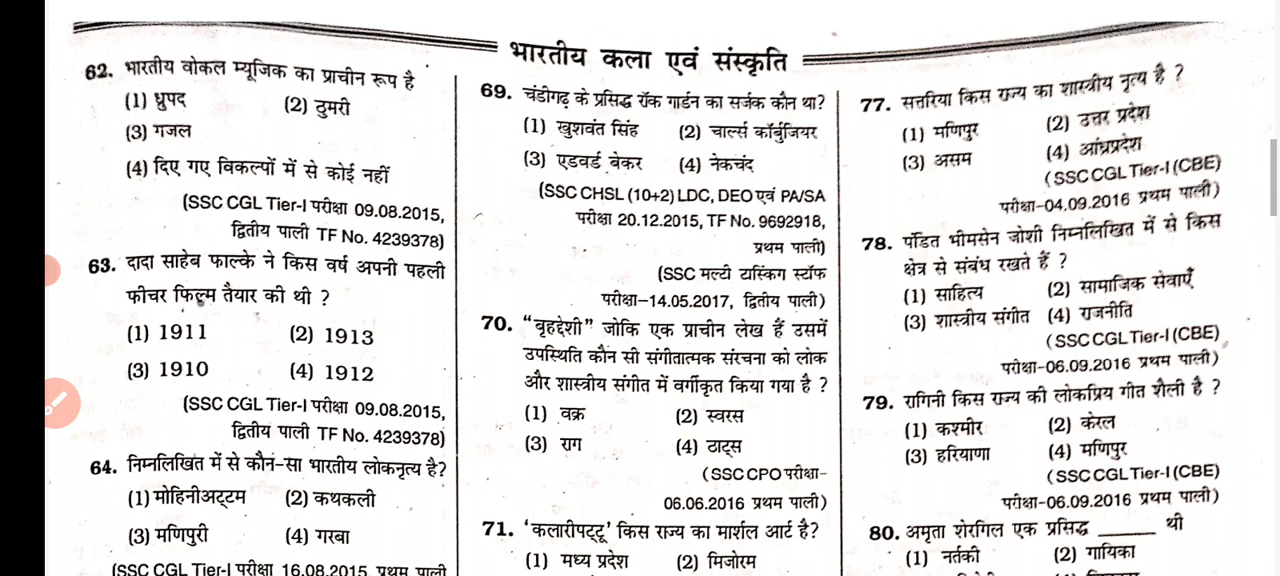 भारतीय कला एवं संस्कृति
62. भारतीय वोकल म्यूजिक का प्राचीन रूप है
(1) ध्रुपद (2) ठुमरी
(3) गजल
(4) दिए गए विकल्पों में से कोई नहीं
(SSC CGL Tier-I परीक्षा 09.08.2015,
द्वितीय पाली TF No. 4239378)
63. दादा साहेब फाल्के ने किस वर्ष अपनी पहली
फीचर फिल्म तैयार की थी ?
(1) 1911 (2) 1913
(3) 1910 (4) 1912
(SSC CGL Tier-I परीक्षा 09.08.2015,
द्वितीय पाली TF No. 4239378)
64. निम्नलिखित में से कौन-सा भारतीय लोकनृत्य है?
(1) मोहिनीअट्टम (2) कथकली
(3) मणिपुरी (4) गरबा
(SSC CGL Tier-I परीक्षा 16.08.2015, प्रथम पाली
69. चंडीगढ़ के प्रसिद्ध रॉक गार्डन का सर्जक कौन था?
(1) खुशवंत सिंह (2) चार्ल्स कॉर्बुजियर
(3) एडवर्ड बेकर (4) नेकचंद
(SSC CHSL (10+2) LDC, DEO एवं PA/SA
परीक्षा 20.12.2015, TF No. 9692918,
प्रथम पाली)
(SSC मल्टी टास्किंग स्टॉफ
परीक्षा-14.05.2017, द्वितीय पाली)
70. “वृहद्देशी” जोकि एक प्राचीन लेख हैं उसमें
उपस्थिति कौन सी संगीतात्मक संरचना को लोक
और शास्त्रीय संगीत में वर्गीकृत किया गया है ?
(1) वक्र (2) स्वरस
(3) राग (4) ठाट्स
(SSC CPO परीक्षा-
06.06.2016 प्रथम पाली)
71. ‘कलारीपट्टू’ किस राज्य का मार्शल आर्ट है?
(1) मध्य प्रदेश (2) मिजोरम
77. सत्तरिया किस राज्य का शास्त्रीय नृत्य है ?
(1) मणिपुर (2) उत्तर प्रदेश
(3) असम (4) आंध्रप्रदेश
(SSC CGL Tier-I (CBE)
परीक्षा-04.09.2016 प्रथम पाली)
78. पंडित भीमसेन जोशी निम्नलिखित में से किस
क्षेत्र से संबंध रखते हैं ?
(1) साहित्य (2) सामाजिक सेवाएँ
(3) शास्त्रीय संगीत (4) राजनीति
(SSC CGL Tier-I (CBE)
परीक्षा-06.09.2016 प्रथम पाली)
79. रागिनी किस राज्य की लोकप्रिय गीत शैली है ?
(1) कश्मीर (2) केरल
(3) हरियाणा (4) मणिपुर
(SSC CGL Tier-I (CBE)
परीक्षा-06.09.2016 प्रथम पाली)
80. अमृता शेरगिल एक प्रसिद्ध ______ थी
(1) नर्तकी (2) गायिका